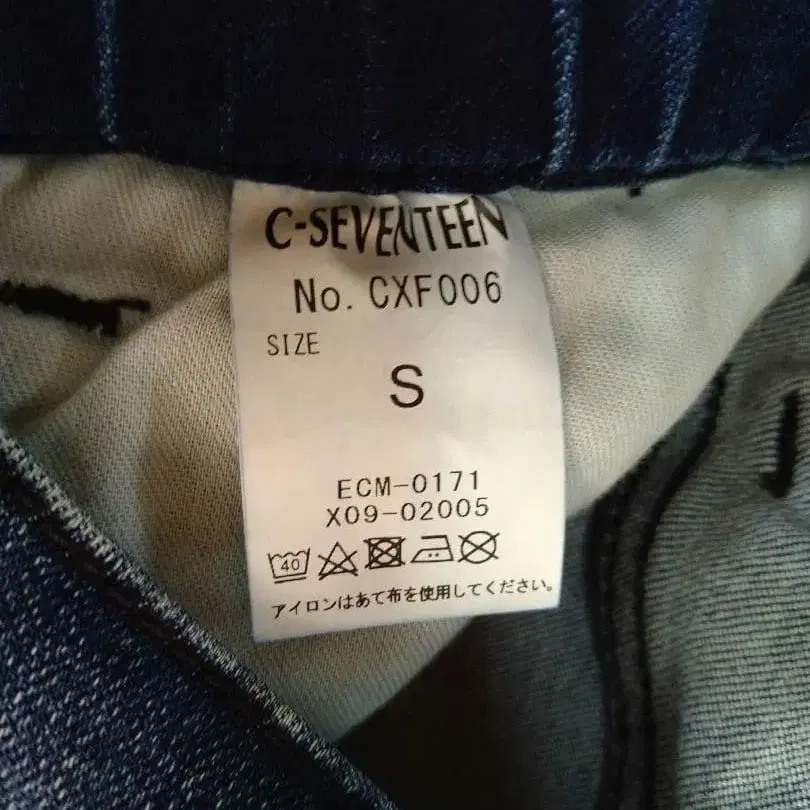 C-SEVENTEEN
No. CXF006
SIZE
S
ECM-0171
X09-02005
40
アイロンはあて布を使用してください。